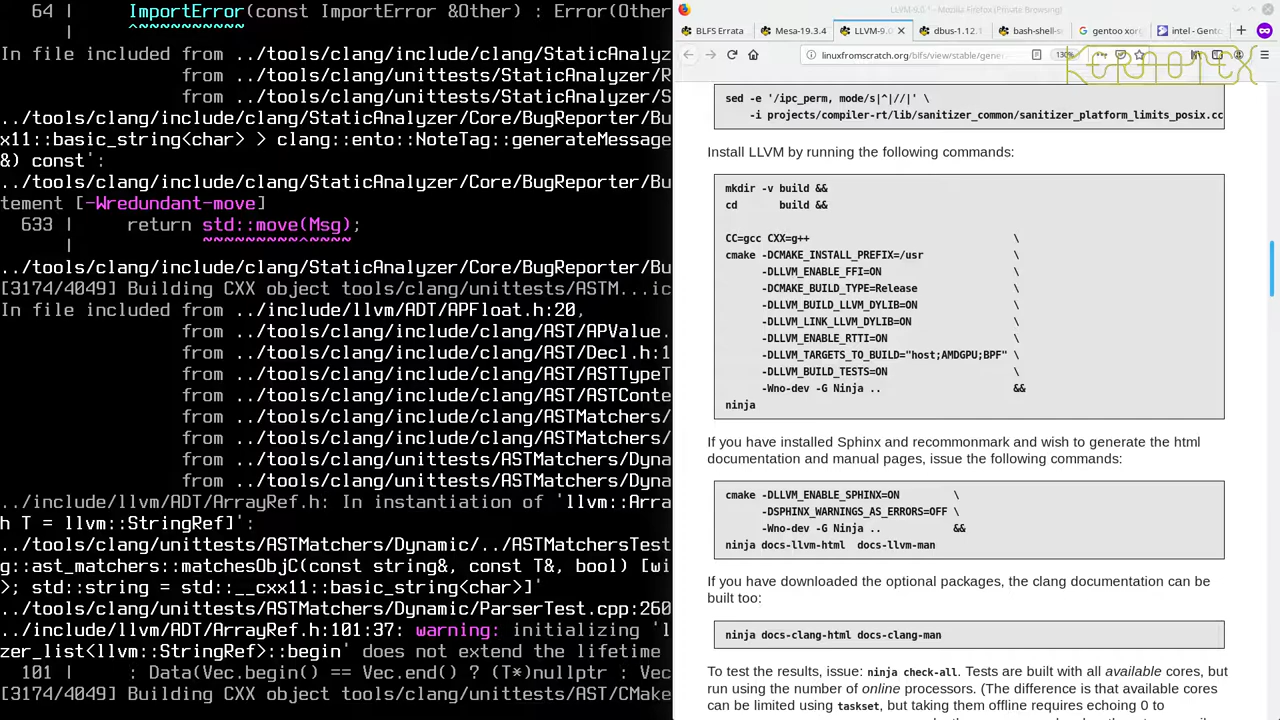 64 |     ImportError(const ImportError &Other) : Error(Other
|     ^~~~~~~~~~~
In file included from ../tools/clang/include/clang/StaticAnalyz
from ../tools/clang/unittests/StaticAnalyzer/R
from ../tools/clang/unittests/StaticAnalyzer/S
../tools/clang/include/clang/StaticAnalyzer/Core/BugReporter/Bu
x11::basic_string<char> > clang::ento::NoteTag::generateMessage
&) const':
../tools/clang/include/clang/StaticAnalyzer/Core/BugReporter/Bu
tement [-Wredundant-move]
633 |     return std::move(Msg);
|            ~~~~~~~~~^~~~~
../tools/clang/include/clang/StaticAnalyzer/Core/BugReporter/Bu
[3174/4049] Building CXX object tools/clang/unittests/ASTM...ic
In file included from ../include/llvm/ADT/APFloat.h:20,
from ../tools/clang/include/clang/AST/APValue.
from ../tools/clang/include/clang/AST/Decl.h:1
from ../tools/clang/include/clang/AST/ASTTypeT
from ../tools/clang/include/clang/AST/ASTConte
from ../tools/clang/include/clang/ASTMatchers/
from ../tools/clang/include/clang/ASTMatchers/
from ../tools/clang/unittests/ASTMatchers/Dyna
from ../tools/clang/unittests/ASTMatchers/Dyna
../include/llvm/ADT/ArrayRef.h: In instantiation of 'llvm::Arra
h T = llvm::StringRef]':
../tools/clang/unittests/ASTMatchers/Dynamic/../ASTMatchersTest
g::ast_matchers::matchesObjC(const string&, const T&, bool) [wi
>; std::string = std::__cxx11::basic_string<char>]'
../tools/clang/unittests/ASTMatchers/Dynamic/ParserTest.cpp:260
../include/llvm/ADT/ArrayRef.h:101:37: warning: initializing 'l
zer_list<llvm::StringRef>::begin' does not extend the lifetime
101 |     : Data(Vec.begin() == Vec.end() ? (T*)nullptr : Vec
[3174/4049] Building CXX object tools/clang/unittests/AST/CMake
LLVM-9.0.* - Mozilla Firefox (Private Browsing)
BLFS Errata
Mesa-19.3.4
LLVM-9.0
dbus-1.12.1
bash-shell-s
gentoo xorg
intel - Gento
linuxfromscratch.org/blfs/view/stable/gener
130%
KERNOTEX
sed -e '/ipc_perm, mode/s|^|//|' \
-i projects/compiler-rt/lib/sanitizer_common/sanitizer_platform_limits_posix.cc
Install LLVM by running the following commands:
mkdir -v build &&
cd       build &&
CC=gcc CXX=g++ \
cmake -DCMAKE_INSTALL_PREFIX=/usr \
-DLLVM_ENABLE_FFI=ON \
-DCMAKE_BUILD_TYPE=Release \
-DLLVM_BUILD_LLVM_DYLIB=ON \
-DLLVM_LINK_LLVM_DYLIB=ON \
-DLLVM_ENABLE_RTTI=ON \
-DLLVM_TARGETS_TO_BUILD="host;AMDGPU;BPF" \
-DLLVM_BUILD_TESTS=ON \
-Wno-dev -G Ninja .. &&
ninja
If you have installed Sphinx and recommonmark and wish to generate the html
documentation and manual pages, issue the following commands:
cmake -DLLVM_ENABLE_SPHINX=ON \
-DSPHINX_WARNINGS_AS_ERRORS=OFF \
-Wno-dev -G Ninja .. &&
ninja docs-llvm-html  docs-llvm-man
If you have downloaded the optional packages, the clang documentation can be
built too:
ninja docs-clang-html docs-clang-man
To test the results, issue: ninja check-all. Tests are built with all available cores, but
run using the number of online processors. (The difference is that available cores
can be limited using taskset, but taking them offline requires echoing 0 to